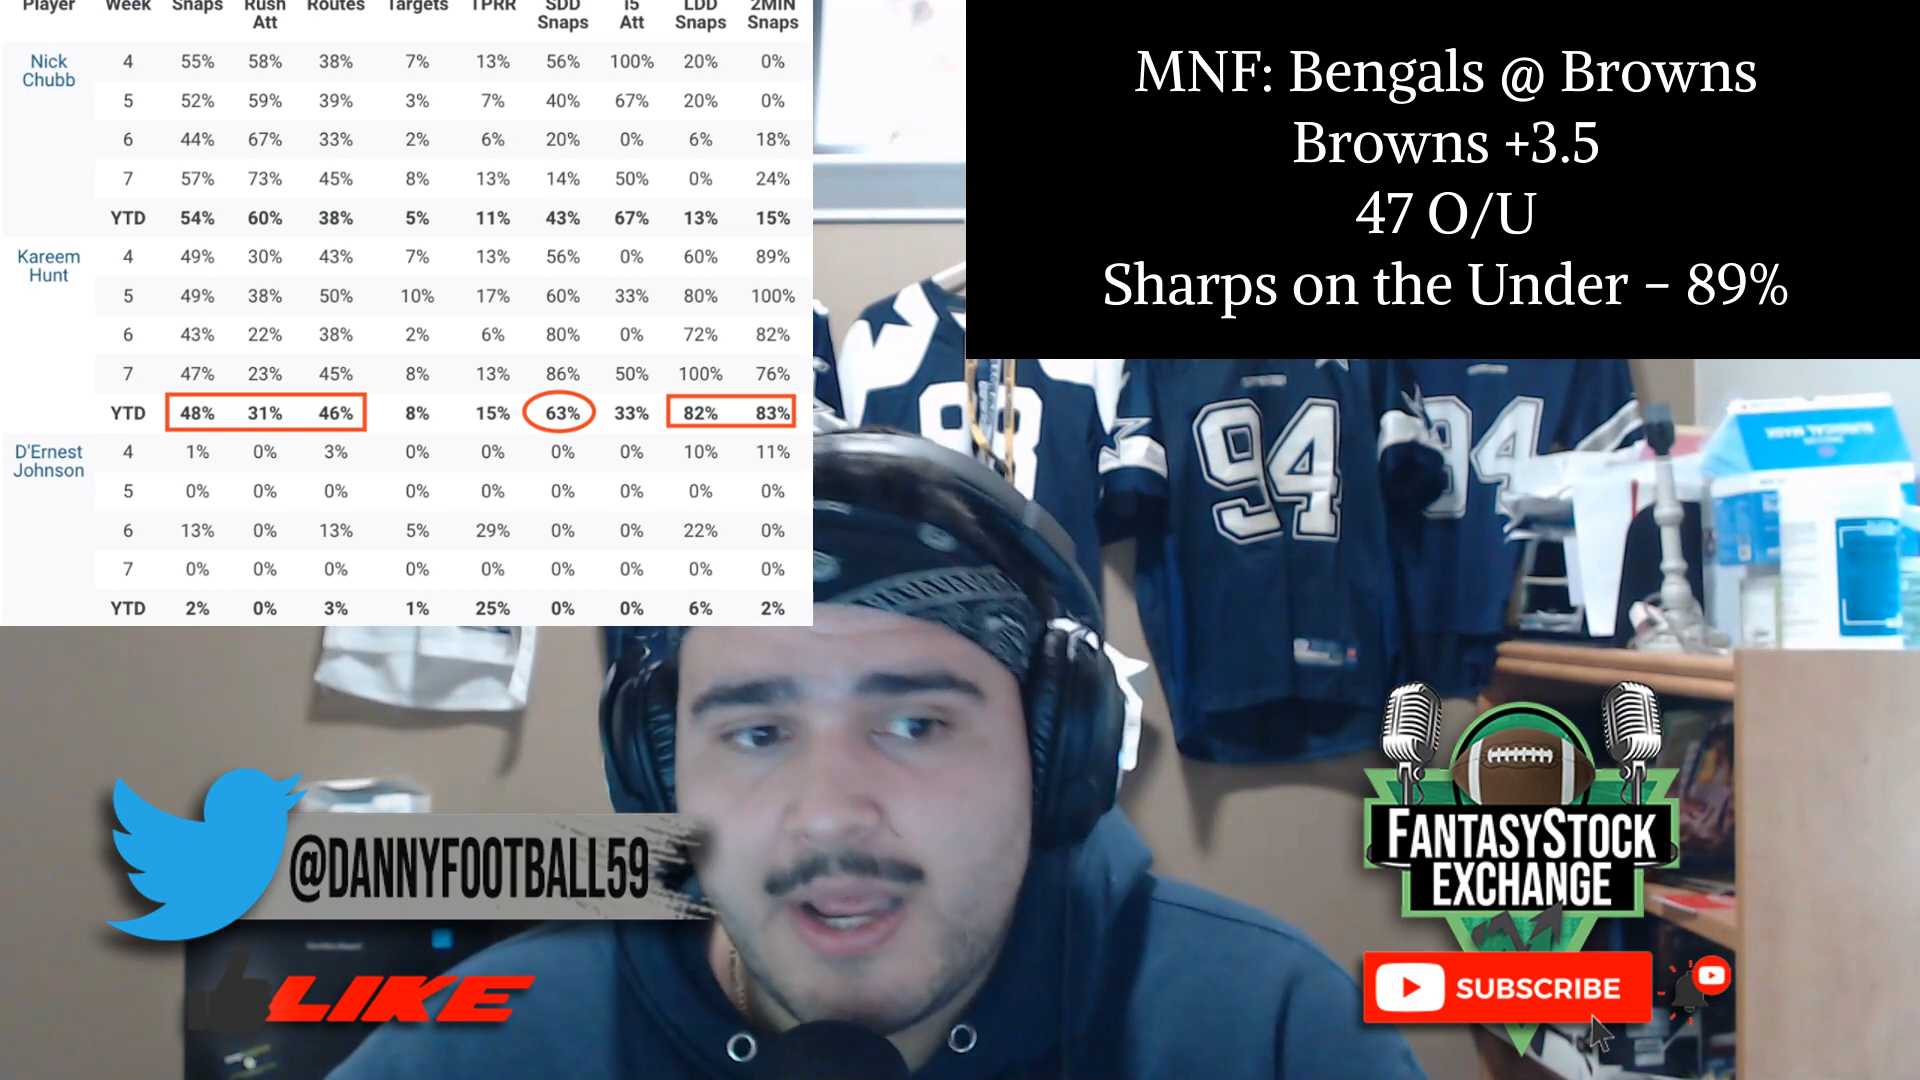 Player Week Snaps Rush Att Routes Targets TPRR SDD Snaps i5 Att LDD Snaps 2MIN Snaps
Nick Chubb 4 55% 58% 38% 7% 13% 56% 100% 20% 0%
5 52% 59% 39% 3% 7% 40% 67% 20% 0%
6 44% 67% 33% 2% 6% 20% 0% 6% 18%
7 57% 73% 45% 8% 13% 14% 50% 0% 24%
YTD 54% 60% 38% 5% 11% 43% 67% 13% 15%
Kareem Hunt 4 49% 30% 43% 7% 13% 56% 0% 60% 89%
5 49% 38% 50% 10% 17% 60% 33% 80% 100%
6 43% 22% 38% 2% 6% 80% 0% 72% 82%
7 47% 23% 45% 8% 13% 86% 50% 100% 76%
YTD 48% 31% 46% 8% 15% 63% 33% 82% 83%
D'Ernest Johnson 4 1% 0% 3% 0% 0% 0% 0% 10% 11%
5 0% 0% 0% 0% 0% 0% 0% 0% 0%
6 13% 0% 13% 5% 29% 0% 0% 22% 0%
7 0% 0% 0% 0% 0% 0% 0% 0% 0%
YTD 2% 0% 3% 1% 25% 0% 0% 6% 2%
MNF: Bengals @ Browns
Browns +3.5
47 O/U
Sharps on the Under - 89%
94
94
@DANNYFOOTBALL59
LIKE
FANTASYSTOCK
EXCHANGE
SUBSCRIBE